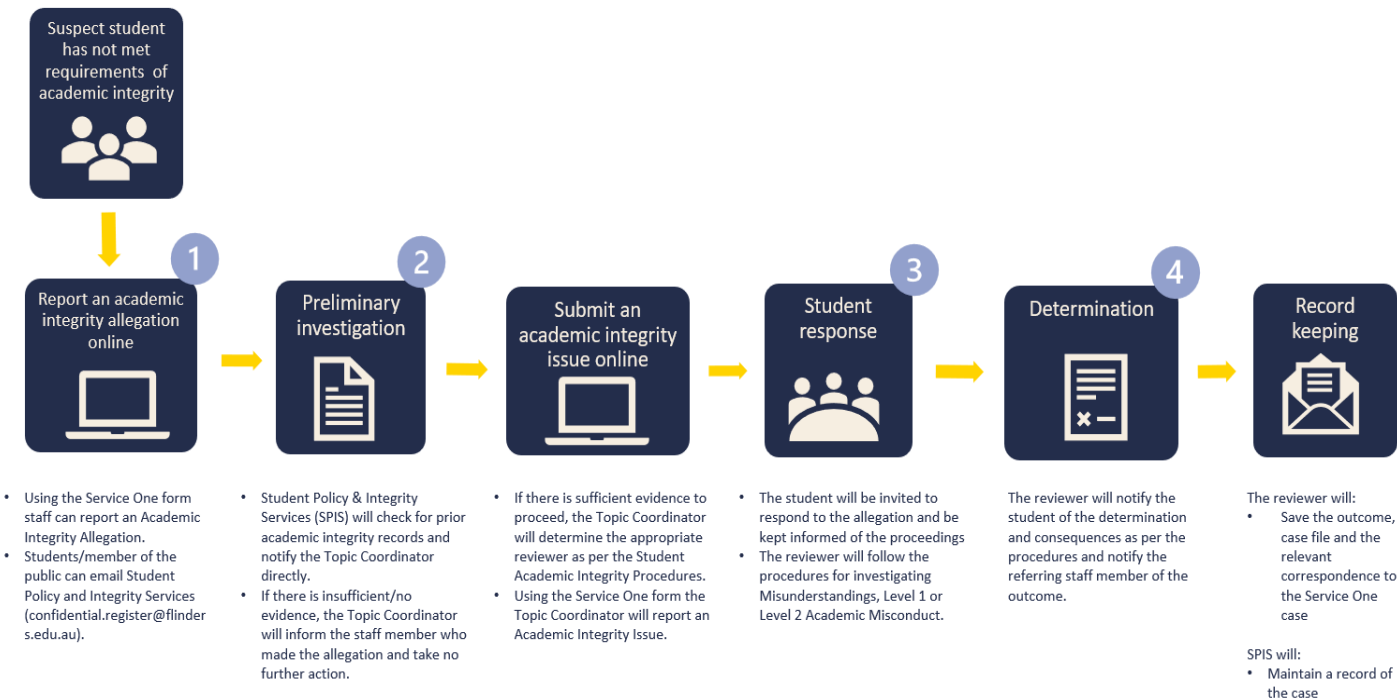 Suspect student
has not met
requirements of
academic integrity
1
Report an academic
integrity allegation
online
2
Preliminary
investigation
Submit an
academic integrity
issue online
3
Student
response
4
Determination
Record
keeping
• Using the Service One form
staff can report an Academic
Integrity Allegation.
• Students/member of the
public can email Student
Policy and Integrity Services
(confidential.register@flinder
s.edu.au).
• Student Policy & Integrity
Services (SPIS) will check for prior
academic integrity records and
notify the Topic Coordinator
directly.
• If there is insufficient/no
evidence, the Topic Coordinator
will inform the staff member who
made the allegation and take no
further action.
• If there is sufficient evidence to
proceed, the Topic Coordinator
will determine the appropriate
reviewer as per the Student
Academic Integrity Procedures.
• Using the Service One form the
Topic Coordinator will report an
Academic Integrity Issue.
• The student will be invited to
respond to the allegation and be
kept informed of the proceedings
• The reviewer will follow the
procedures for investigating
Misunderstandings, Level 1 or
Level 2 Academic Misconduct.
The reviewer will notify the
student of the determination
and consequences as per the
procedures and notify the
referring staff member of the
outcome.
The reviewer will:
• Save the outcome,
case file and the
relevant
correspondence to
the Service One
case
SPIS will:
• Maintain a record of
the case